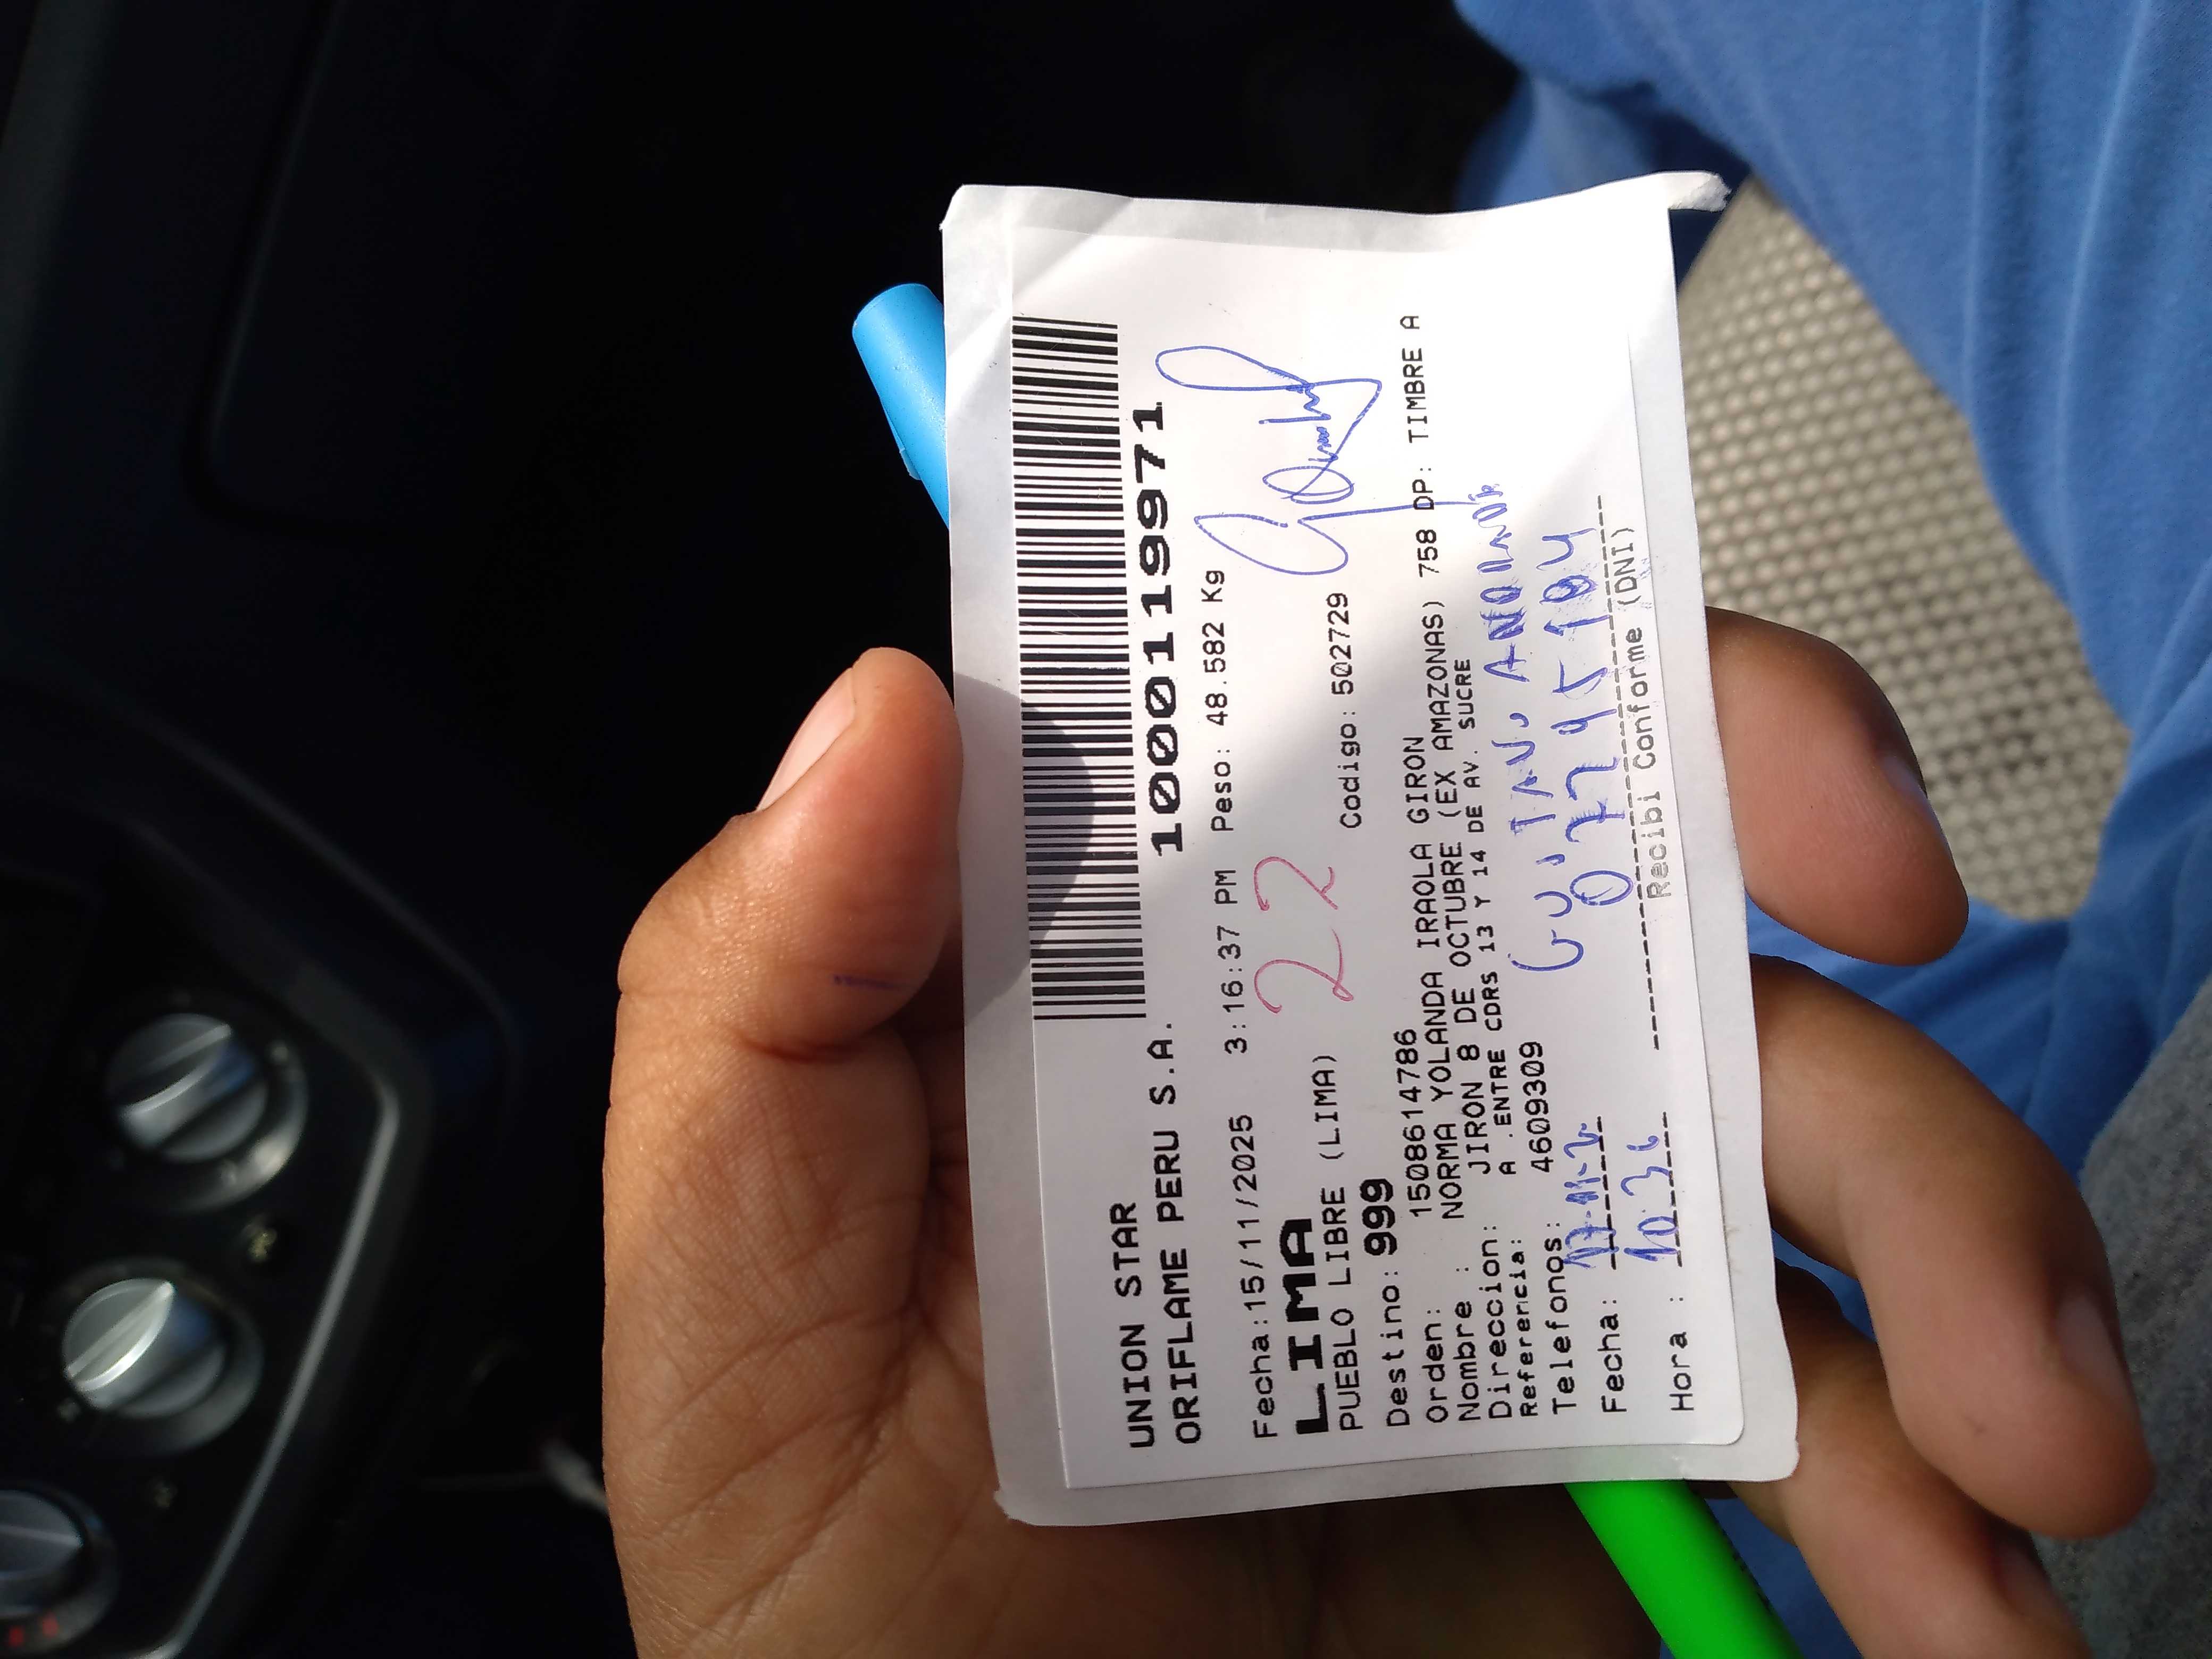 UNION STAR
ORIFLAME PERU S.A. 10001199971
Fecha:15/11/2025 3:16:37 PM Peso: 48.582 Kg
LIMA 22
PUEBLO LIBRE (LIMA) Codigo: 502729
Destino: 999
Orden: 15086147866
Nombre : NORMA YOLANDA IRAOLA GIRON
Direccion: JIRON 8 DE OCTUBRE (EX AMAZONAS) 758 DP: TIMBRE A
Referencia: A .ENTRE CDRS 13 Y 14 DE AV. SUCRE
Telefonos: 4609309
Fecha:
Hora : 10 36
Recibi Conforme (DNI)